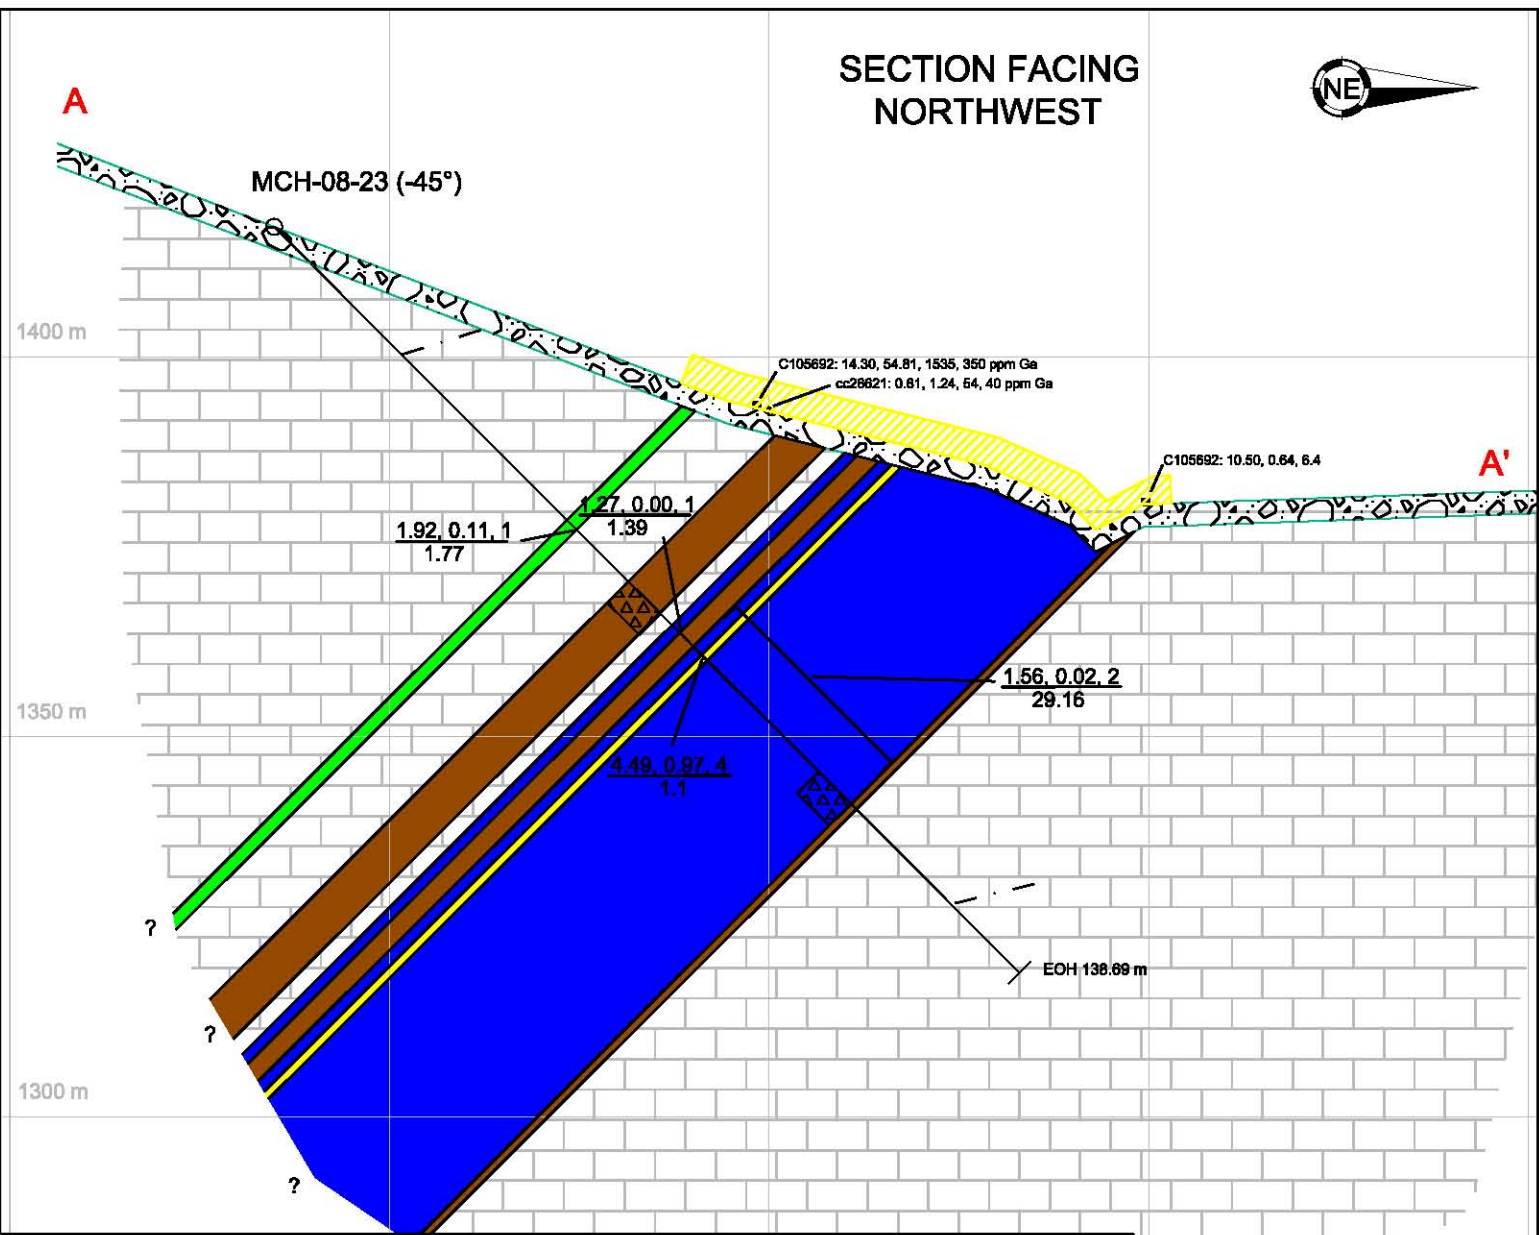 SECTION FACING
NORTHWEST
NE
A
MCH-08-23 (-45°)
1400 m
C105692: 14.30, 54.81, 1535, 350 ppm Ga
cc26621: 0.81, 1.24, 54, 40 ppm Ga
C105692: 10.50, 0.64, 6.4
A'
1.27, 0.00, 1
1.39
1.92, 0.11, 1
1.77
1.56, 0.02, 2
29.16
1350 m
4.49, 0.97, 4
1.1
?
EOH 138.69 m
?
1300 m
?